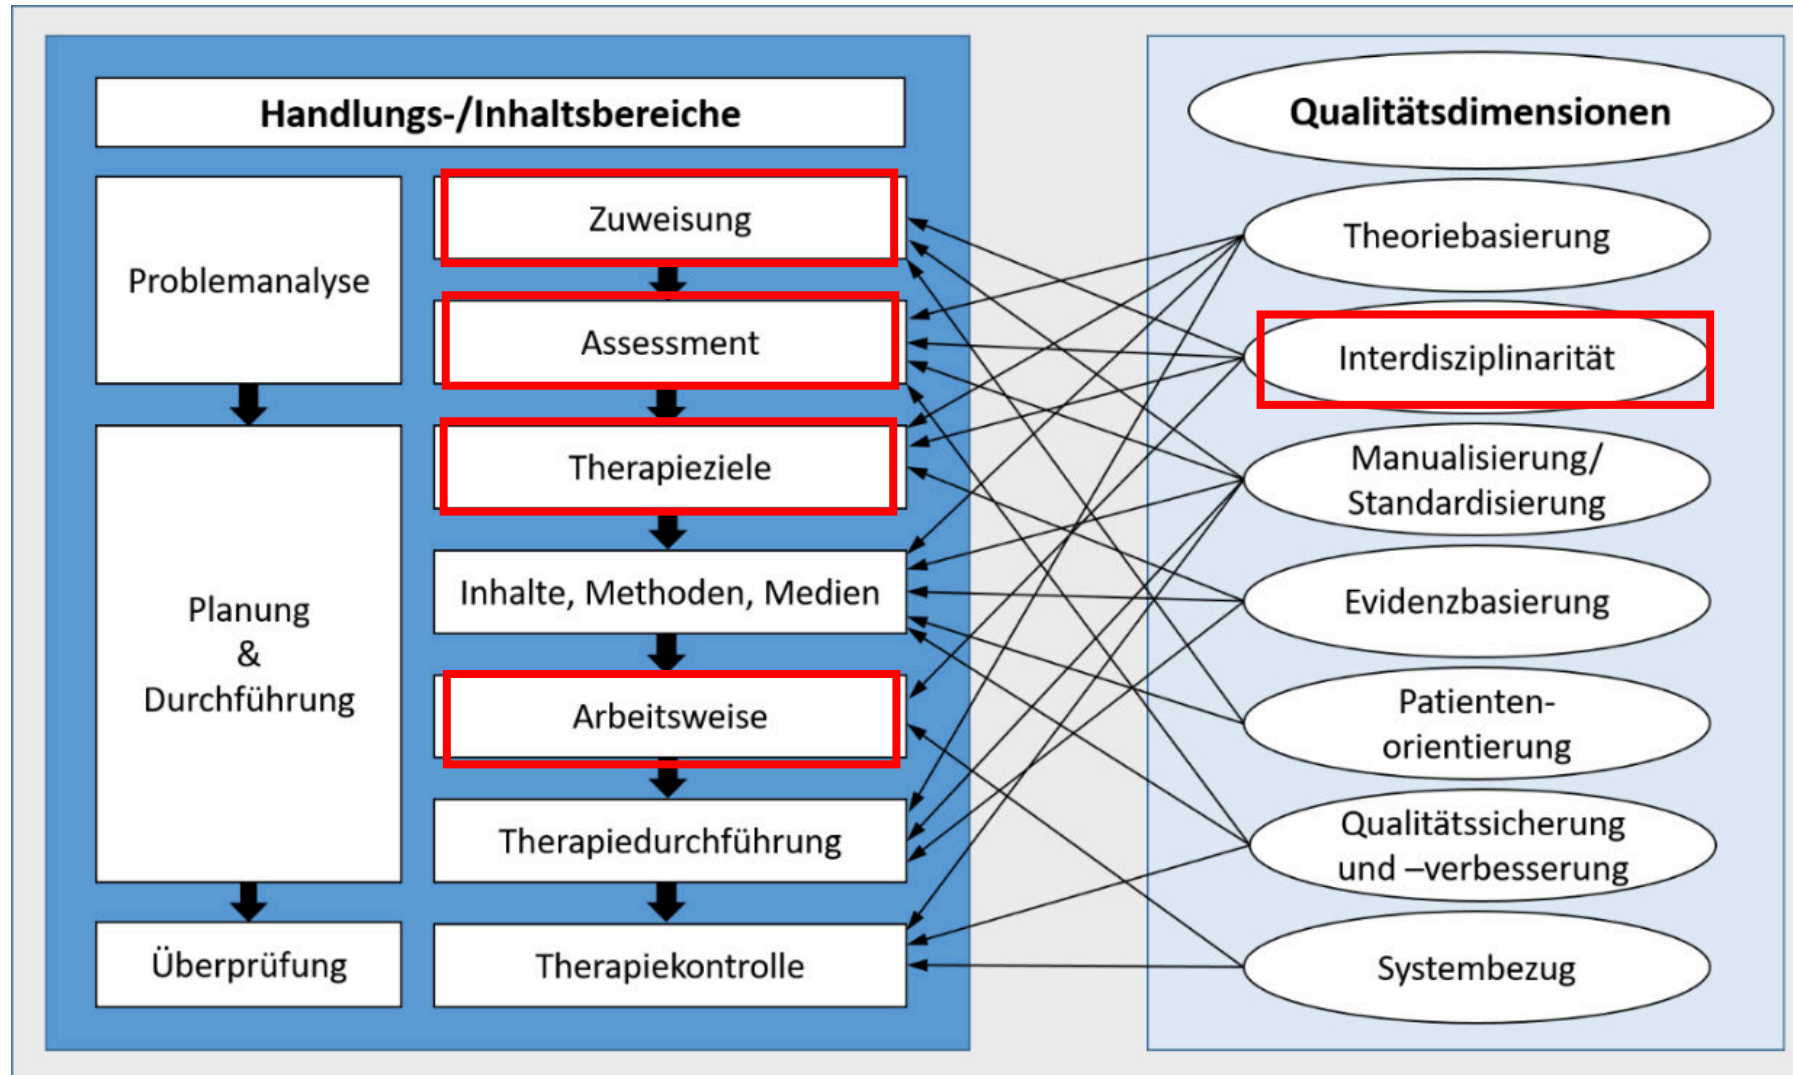 Handlungs-/Inhaltsbereiche
Problemanalyse
Planung
&
Durchführung
Überprüfung
Zuweisung
Assessment
Therapieziele
Inhalte, Methoden, Medien
Arbeitsweise
Therapiedurchführung
Therapiekontrolle
Qualitätsdimensionen
Theoriebasierung
Interdisziplinarität
Manualisierung/
Standardisierung
Evidenzbasierung
Patienten-
orientierung
Qualitätssicherung
und –verbesserung
Systembezug